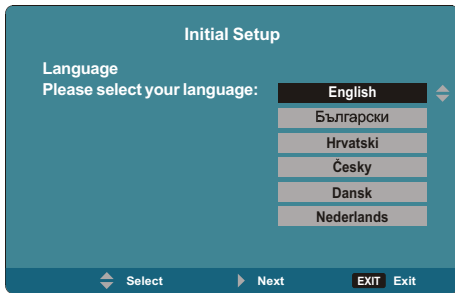 Initial Setup
Language
Please select your language:
English
Български
Hrvatski
Česky
Dansk
Nederlands
Select Next EXIT Exit